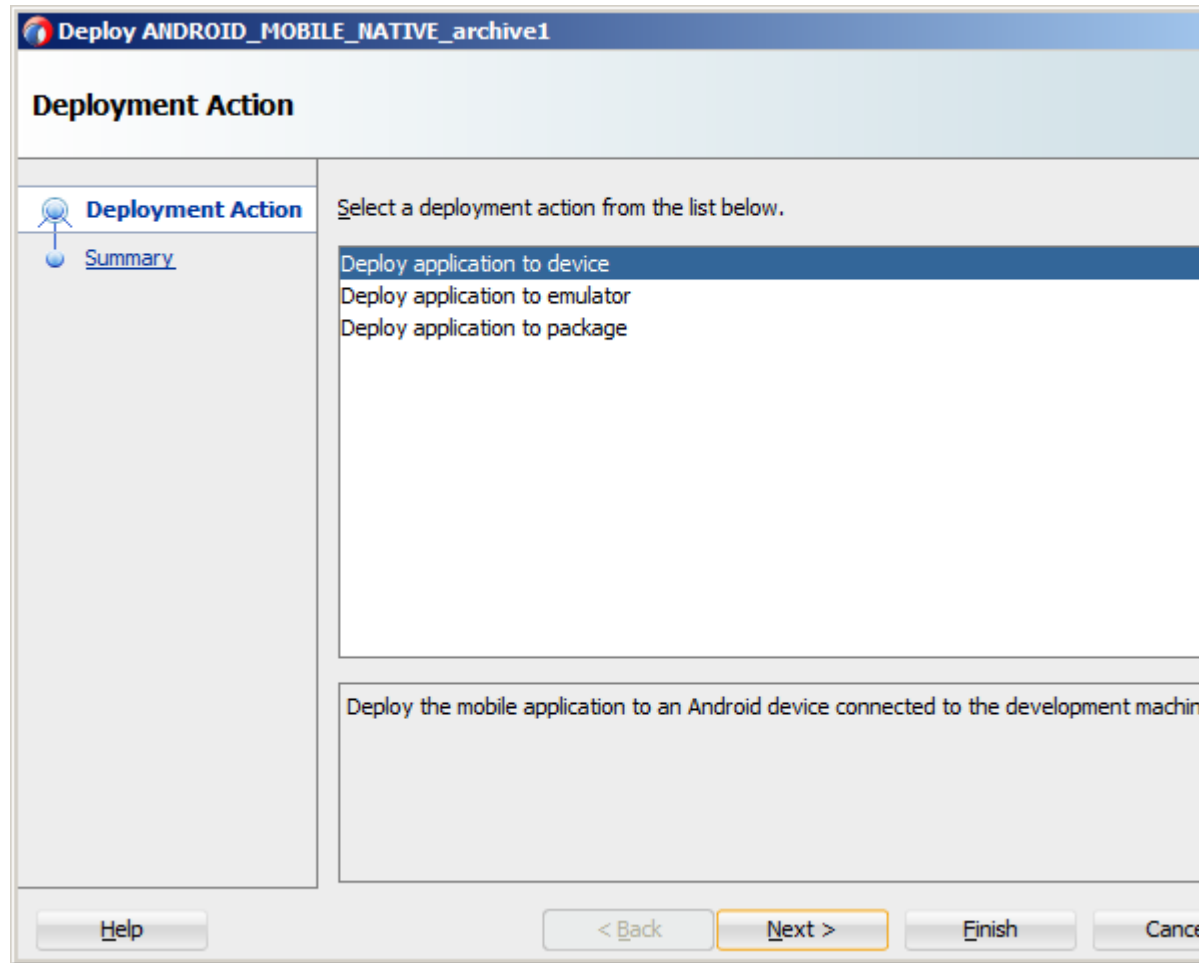 Deploy ANDROID_MOBILE_NATIVE_archive1
Deployment Action
Deployment Action
Summary
Select a deployment action from the list below.
Deploy application to device
Deploy application to emulator
Deploy application to package
Deploy the mobile application to an Android device connected to the development machin
Help
< Back
Next >
Finish
Cance